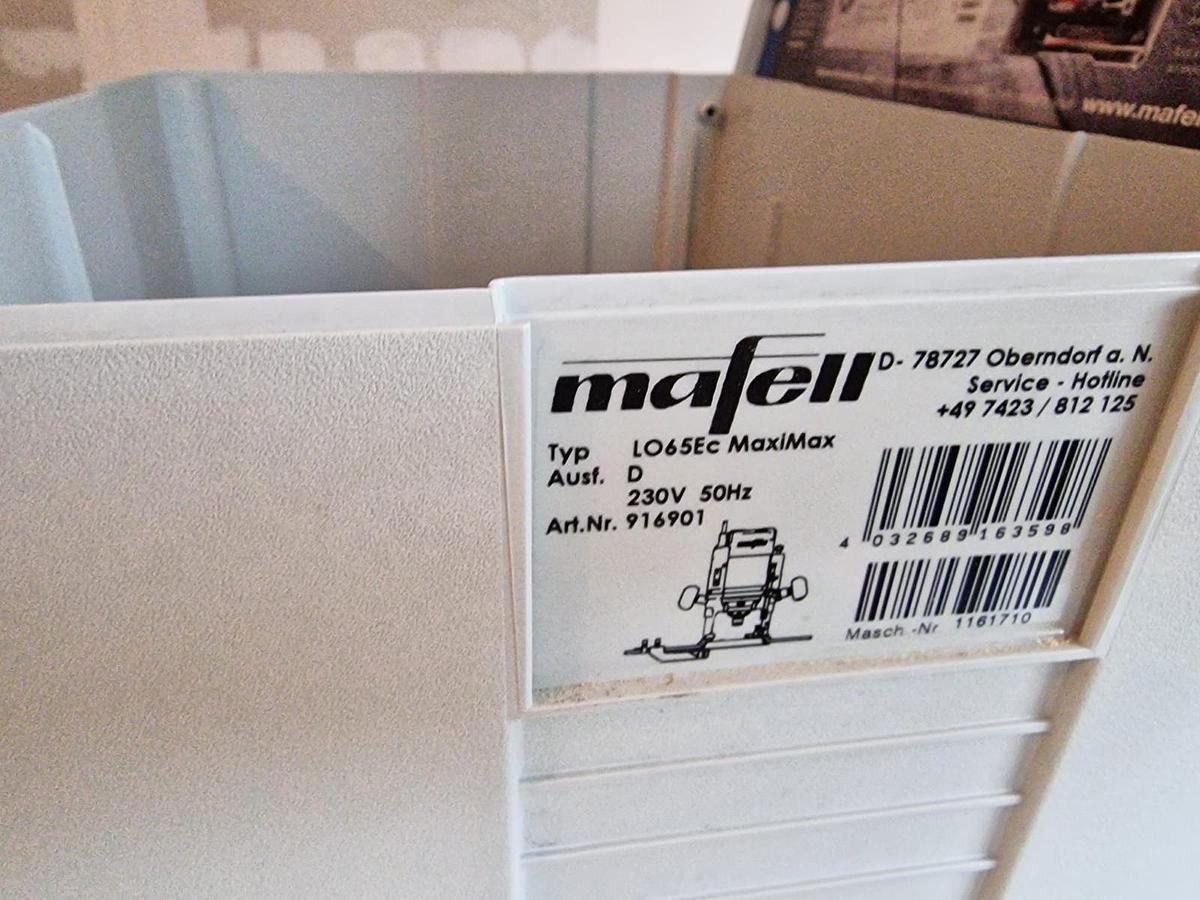 www.mafel
mafell
D- 78727 Oberndorf a. N.
Service - Hotline
+49 7423 / 812 125
Typ LO65Ec MaxiMax
Ausf. D
230V 50Hz
Art.Nr. 916901
4 032689 163598
Masch.-Nr 1161710